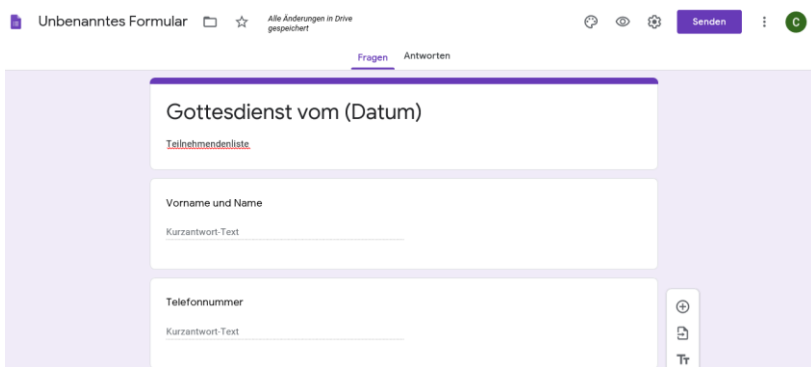 Unbenanntes Formular
Alle Änderungen in Drive
gespeichert
Senden
C
Fragen
Antworten
Gottesdienst vom (Datum)
Teilnehmendenliste
Vorname und Name
Kurzantwort-Text
Telefonnummer
Kurzantwort-Text
Tт